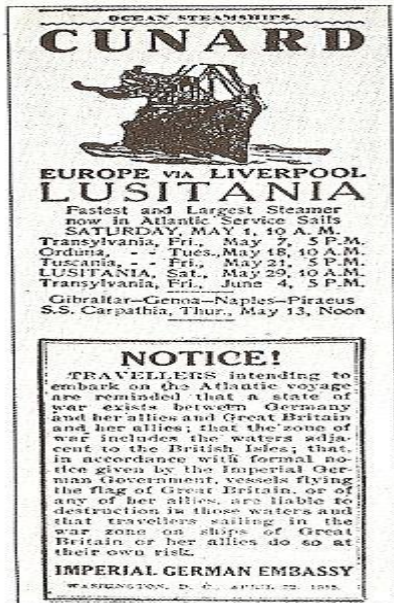 OCEAN STEAMSHIPS.
CUNARD
EUROPE VIA LIVERPOOL
LUSITANIA
Fastest and Largest Steamer
now in Atlantic Service Sails
SATURDAY, MAY 1, 10 A. M.
Transylvania, Fri., May 7, 5 P.M.
Orduna, - - Tues., May 18, 10 A.M.
Tuscania, - - Fri., May 21, 5 P.M.
LUSITANIA, Sat., May 29, 10 A.M.
Transylvania, Fri., June 4, 5 P.M.
Gibraltar—Genoa—Naples—Piraeus
S.S. Carpathia, Thur., May 13, Noon
NOTICE!
TRAVELLERS intending to
embark on the Atlantic voyage
are reminded that a state of
war exists between Germany
and her allies and Great Britain
and her allies; that the zone of
war includes the waters adja-
cent to the British Isles; that,
in accordance with formal no-
tice given by the Imperial Ger-
man Government, vessels flying
the flag of Great Britain, or of
any of her allies, are liable to
destruction in those waters and
that travellers sailing in the
war zone on ships of Great
Britain or her allies do so at
their own risk.
IMPERIAL GERMAN EMBASSY
WASHINGTON, D. C., APRIL 22, 1915.